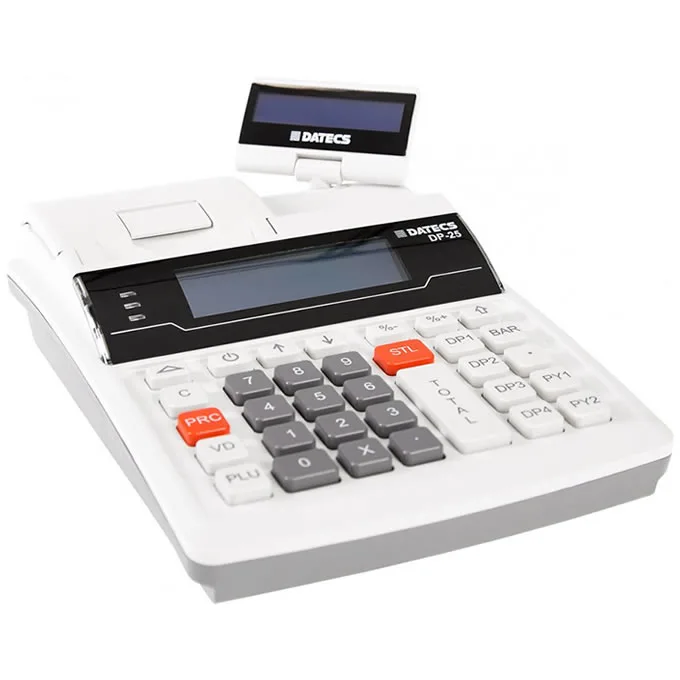 DATECS
DATECS
DP-25
%-
%+
STL
DP1
BAR
C
7
8
9
DP2
.
PRC
4
5
6
TOTAL
DP3
PY1
VD
1
2
3
DP4
PY2
PLU
0
X
.